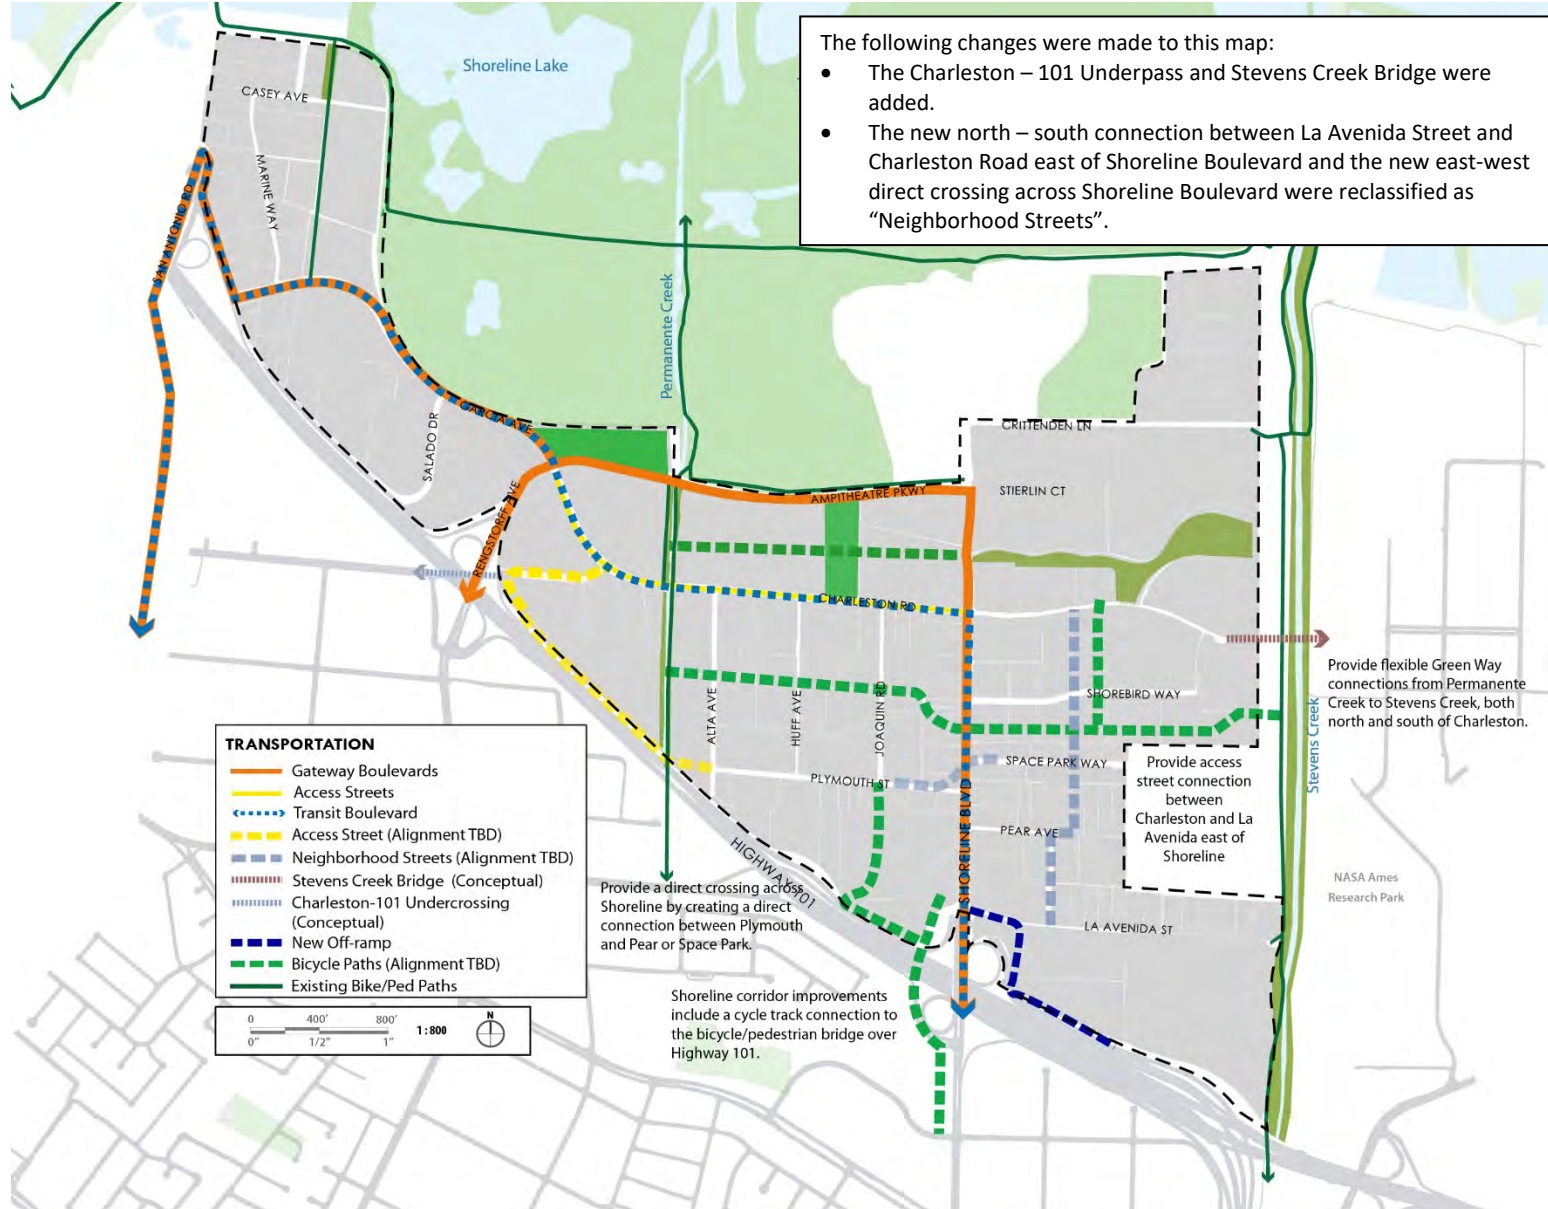 The following changes were made to this map:
• The Charleston – 101 Underpass and Stevens Creek Bridge were
added.
• The new north – south connection between La Avenida Street and
Charleston Road east of Shoreline Boulevard and the new east-west
direct crossing across Shoreline Boulevard were reclassified as
“Neighborhood Streets”.
Shoreline Lake
CASEY AVE
MARINE WAY
SAN ANTONIO RD
Permanente Creek
GARCIA AVE
SALADO DR
CRITTENDEN LN
RENGSTORFF AVE
AMPITHEATRE PKWY
STIERLIN CT
CHARLESTON RD
Provide flexible Green Way
connections from Permanente
Creek to Stevens Creek, both
north and south of Charleston.
Stevens Creek
ALTA AVE
HUFF AVE
JOAQUIN RD
SHOREBIRD WAY
SPACE PARK WAY
PLYMOUTH ST
SHORELINE BLVD
PEAR AVE
Provide access
street connection
between
Charleston and La
Avenida east of
Shoreline
HIGHWAY 101
LA AVENIDA ST
NASA Ames
Research Park
Provide a direct crossing across
Shoreline by creating a direct
connection between Plymouth
and Pear or Space Park.
Shoreline corridor improvements
include a cycle track connection to
the bicycle/pedestrian bridge over
Highway 101.
TRANSPORTATION
Gateway Boulevards
Access Streets
Transit Boulevard
Access Street (Alignment TBD)
Neighborhood Streets (Alignment TBD)
Stevens Creek Bridge (Conceptual)
Charleston-101 Undercrossing
(Conceptual)
New Off-ramp
Bicycle Paths (Alignment TBD)
Existing Bike/Ped Paths
0 400' 800'
0" 1/2" 1"
1:800
N